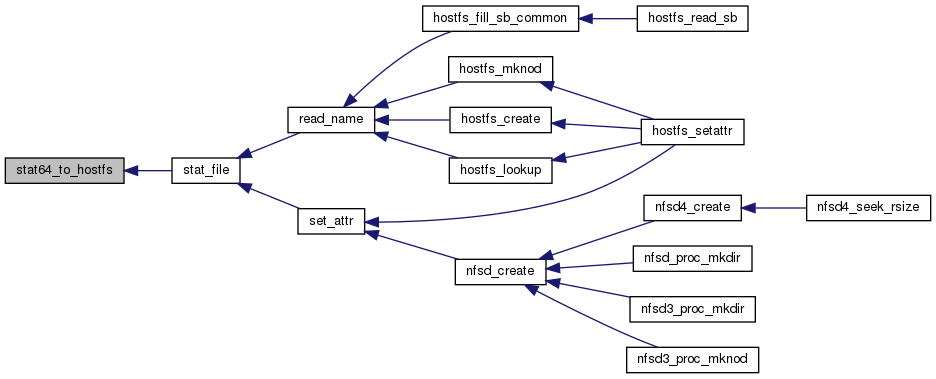 hostfs_fill_sb_common
hostfs_read_sb
hostfs_mknod
read_name
hostfs_create
hostfs_setattr
stat64_to_hostfs
stat_file
hostfs_lookup
set_attr
nfsd4_create
nfsd4_seek_rsize
nfsd_create
nfsd_proc_mkdir
nfsd3_proc_mkdir
nfsd3_proc_mknod